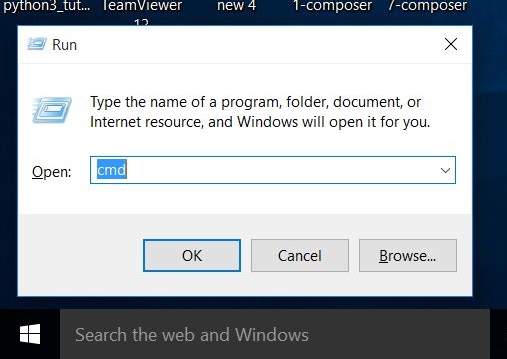 python3_tut... TeamViewer new 4 1-composer 7-composer
Run
Type the name of a program, folder, document, or
Internet resource, and Windows will open it for you.
Open: cmd
OK Cancel Browse...
Search the web and Windows